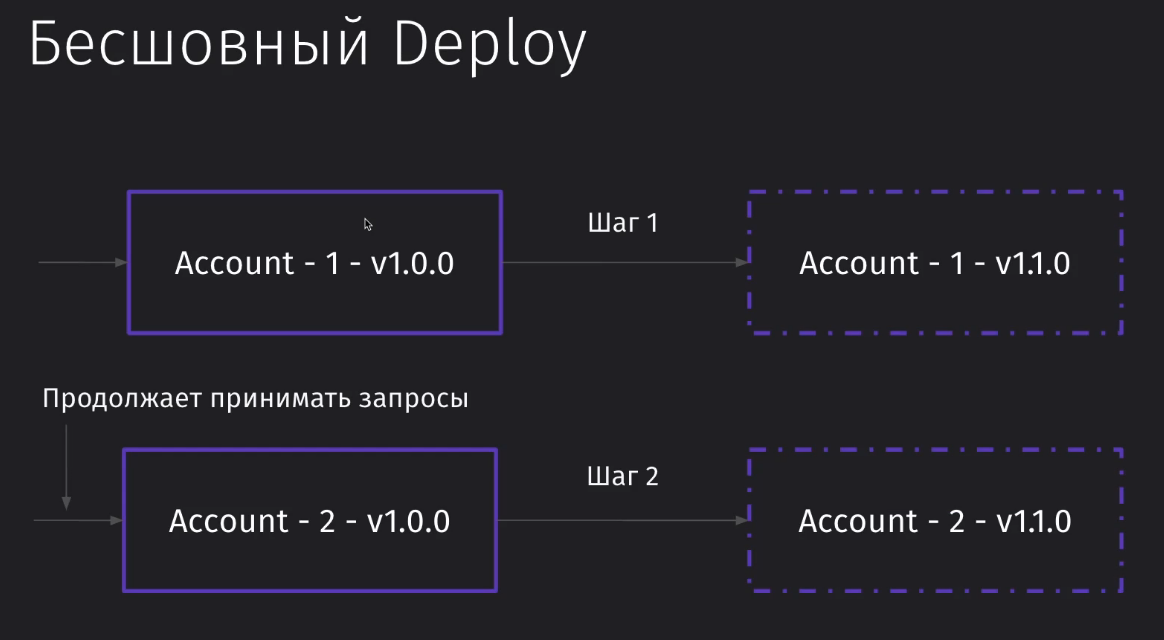 Бесшовный Deploy
Account - 1 - v1.0.0
Шаг 1
Account - 1 - v1.1.0
Продолжает принимать запросы
Account - 2 - v1.0.0
Шаг 2
Account - 2 - v1.1.0